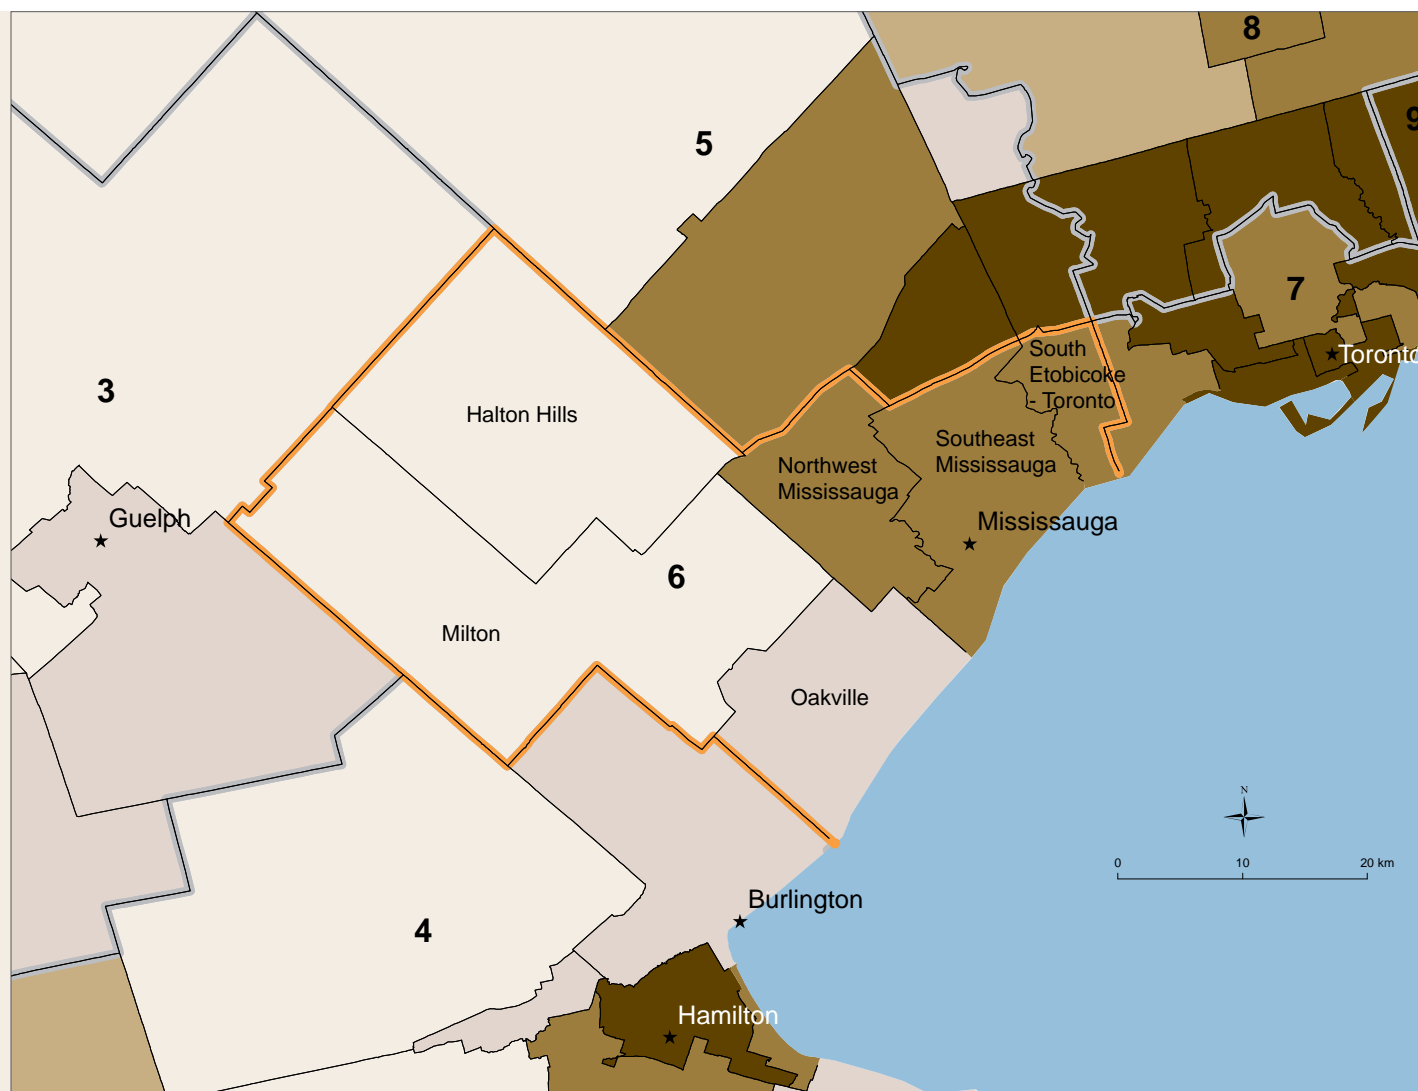 8
9
5
7
Toronto
South
Etobicoke
- Toronto
3
Halton Hills
Southeast
Mississauga
Northwest
Mississauga
Guelph
Mississauga
6
Milton
Oakville
N
0 10 20 km
Burlington
4
Hamilton